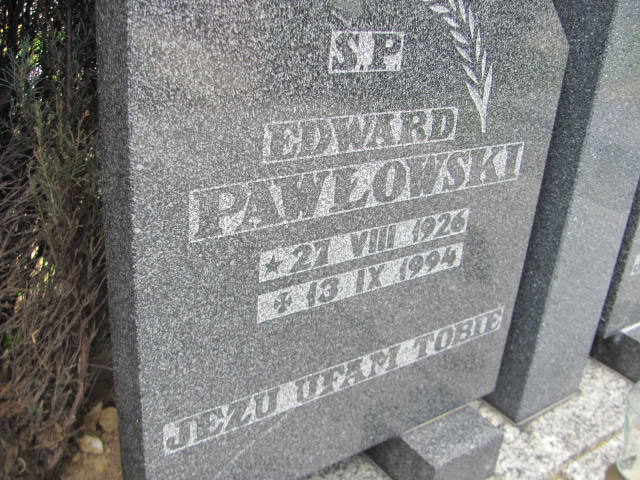 Ś.P
EDWARD
PAWŁOWSKI
★ 27 VIII 1926
✠ 13 IX 1994
JEZU UFAM TOBIE